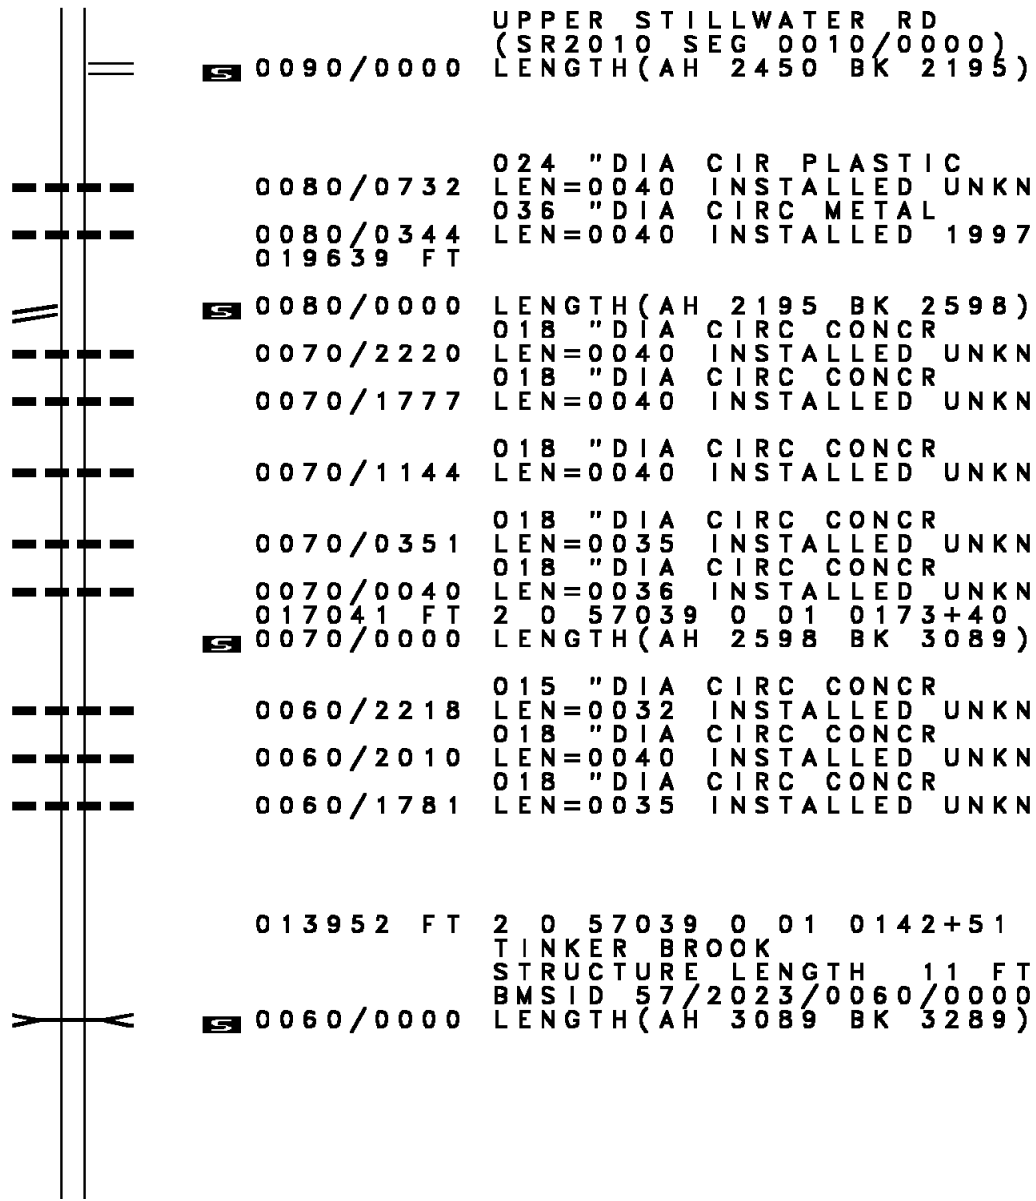 UPPER STILLWATER RD
(SR2010 SEG 0010/0000)
S 0090/0000 LENGTH(AH 2450 BK 2195)
024 "DIA CIR PLASTIC
0080/0732 LEN=0040 INSTALLED UNKN
036 "DIA CIRC METAL
0080/0344 LEN=0040 INSTALLED 1997
019639 FT
S 0080/0000 LENGTH(AH 2195 BK 2598)
018 "DIA CIRC CONCR
0070/2220 LEN=0040 INSTALLED UNKN
018 "DIA CIRC CONCR
0070/1777 LEN=0040 INSTALLED UNKN
018 "DIA CIRC CONCR
0070/1144 LEN=0040 INSTALLED UNKN
018 "DIA CIRC CONCR
0070/0351 LEN=0035 INSTALLED UNKN
018 "DIA CIRC CONCR
0070/0040 LEN=0036 INSTALLED UNKN
017041 FT 2 0 57039 0 01 0173+40
S 0070/0000 LENGTH(AH 2598 BK 3089)
015 "DIA CIRC CONCR
0060/2218 LEN=0032 INSTALLED UNKN
018 "DIA CIRC CONCR
0060/2010 LEN=0040 INSTALLED UNKN
018 "DIA CIRC CONCR
0060/1781 LEN=0035 INSTALLED UNKN
013952 FT 2 0 57039 0 01 0142+51
TINKER BROOK
STRUCTURE LENGTH 11 FT
BMSID 57/2023/0060/0000
S 0060/0000 LENGTH(AH 3089 BK 3289)